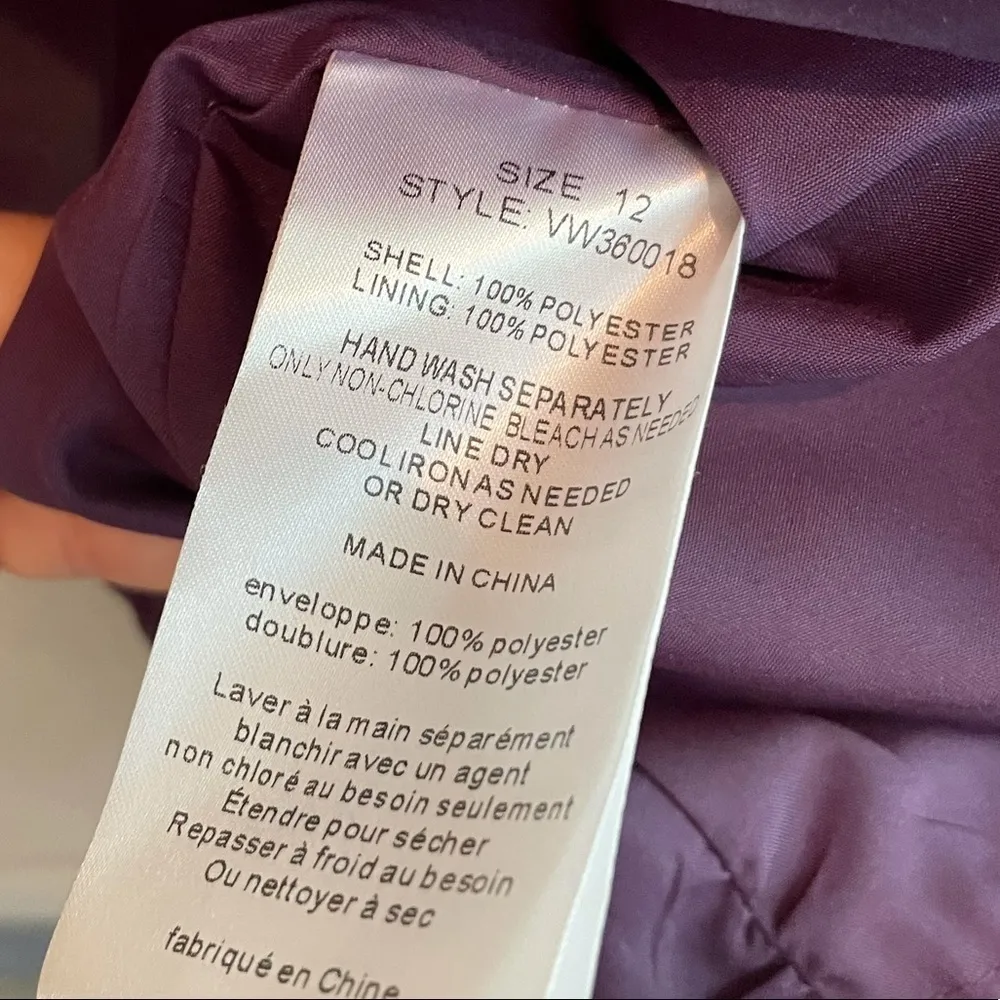 SIZE 12
STYLE: VW360018
SHELL: 100% POLYESTER
LINING: 100% POLYESTER
HAND WASH SEPARATELY
ONLY NON-CHLORINE BLEACH AS NEEDED
LINE DRY
COOL IRON AS NEEDED
OR DRY CLEAN
MADE IN CHINA
enveloppe: 100% polyester
doublure: 100% polyester
Laver à la main séparément
blanchir avec un agent
non chloré au besoin seulement
Étendre pour sécher
Repasser à froid au besoin
Ou nettoyer à sec
fabriqué en Chine